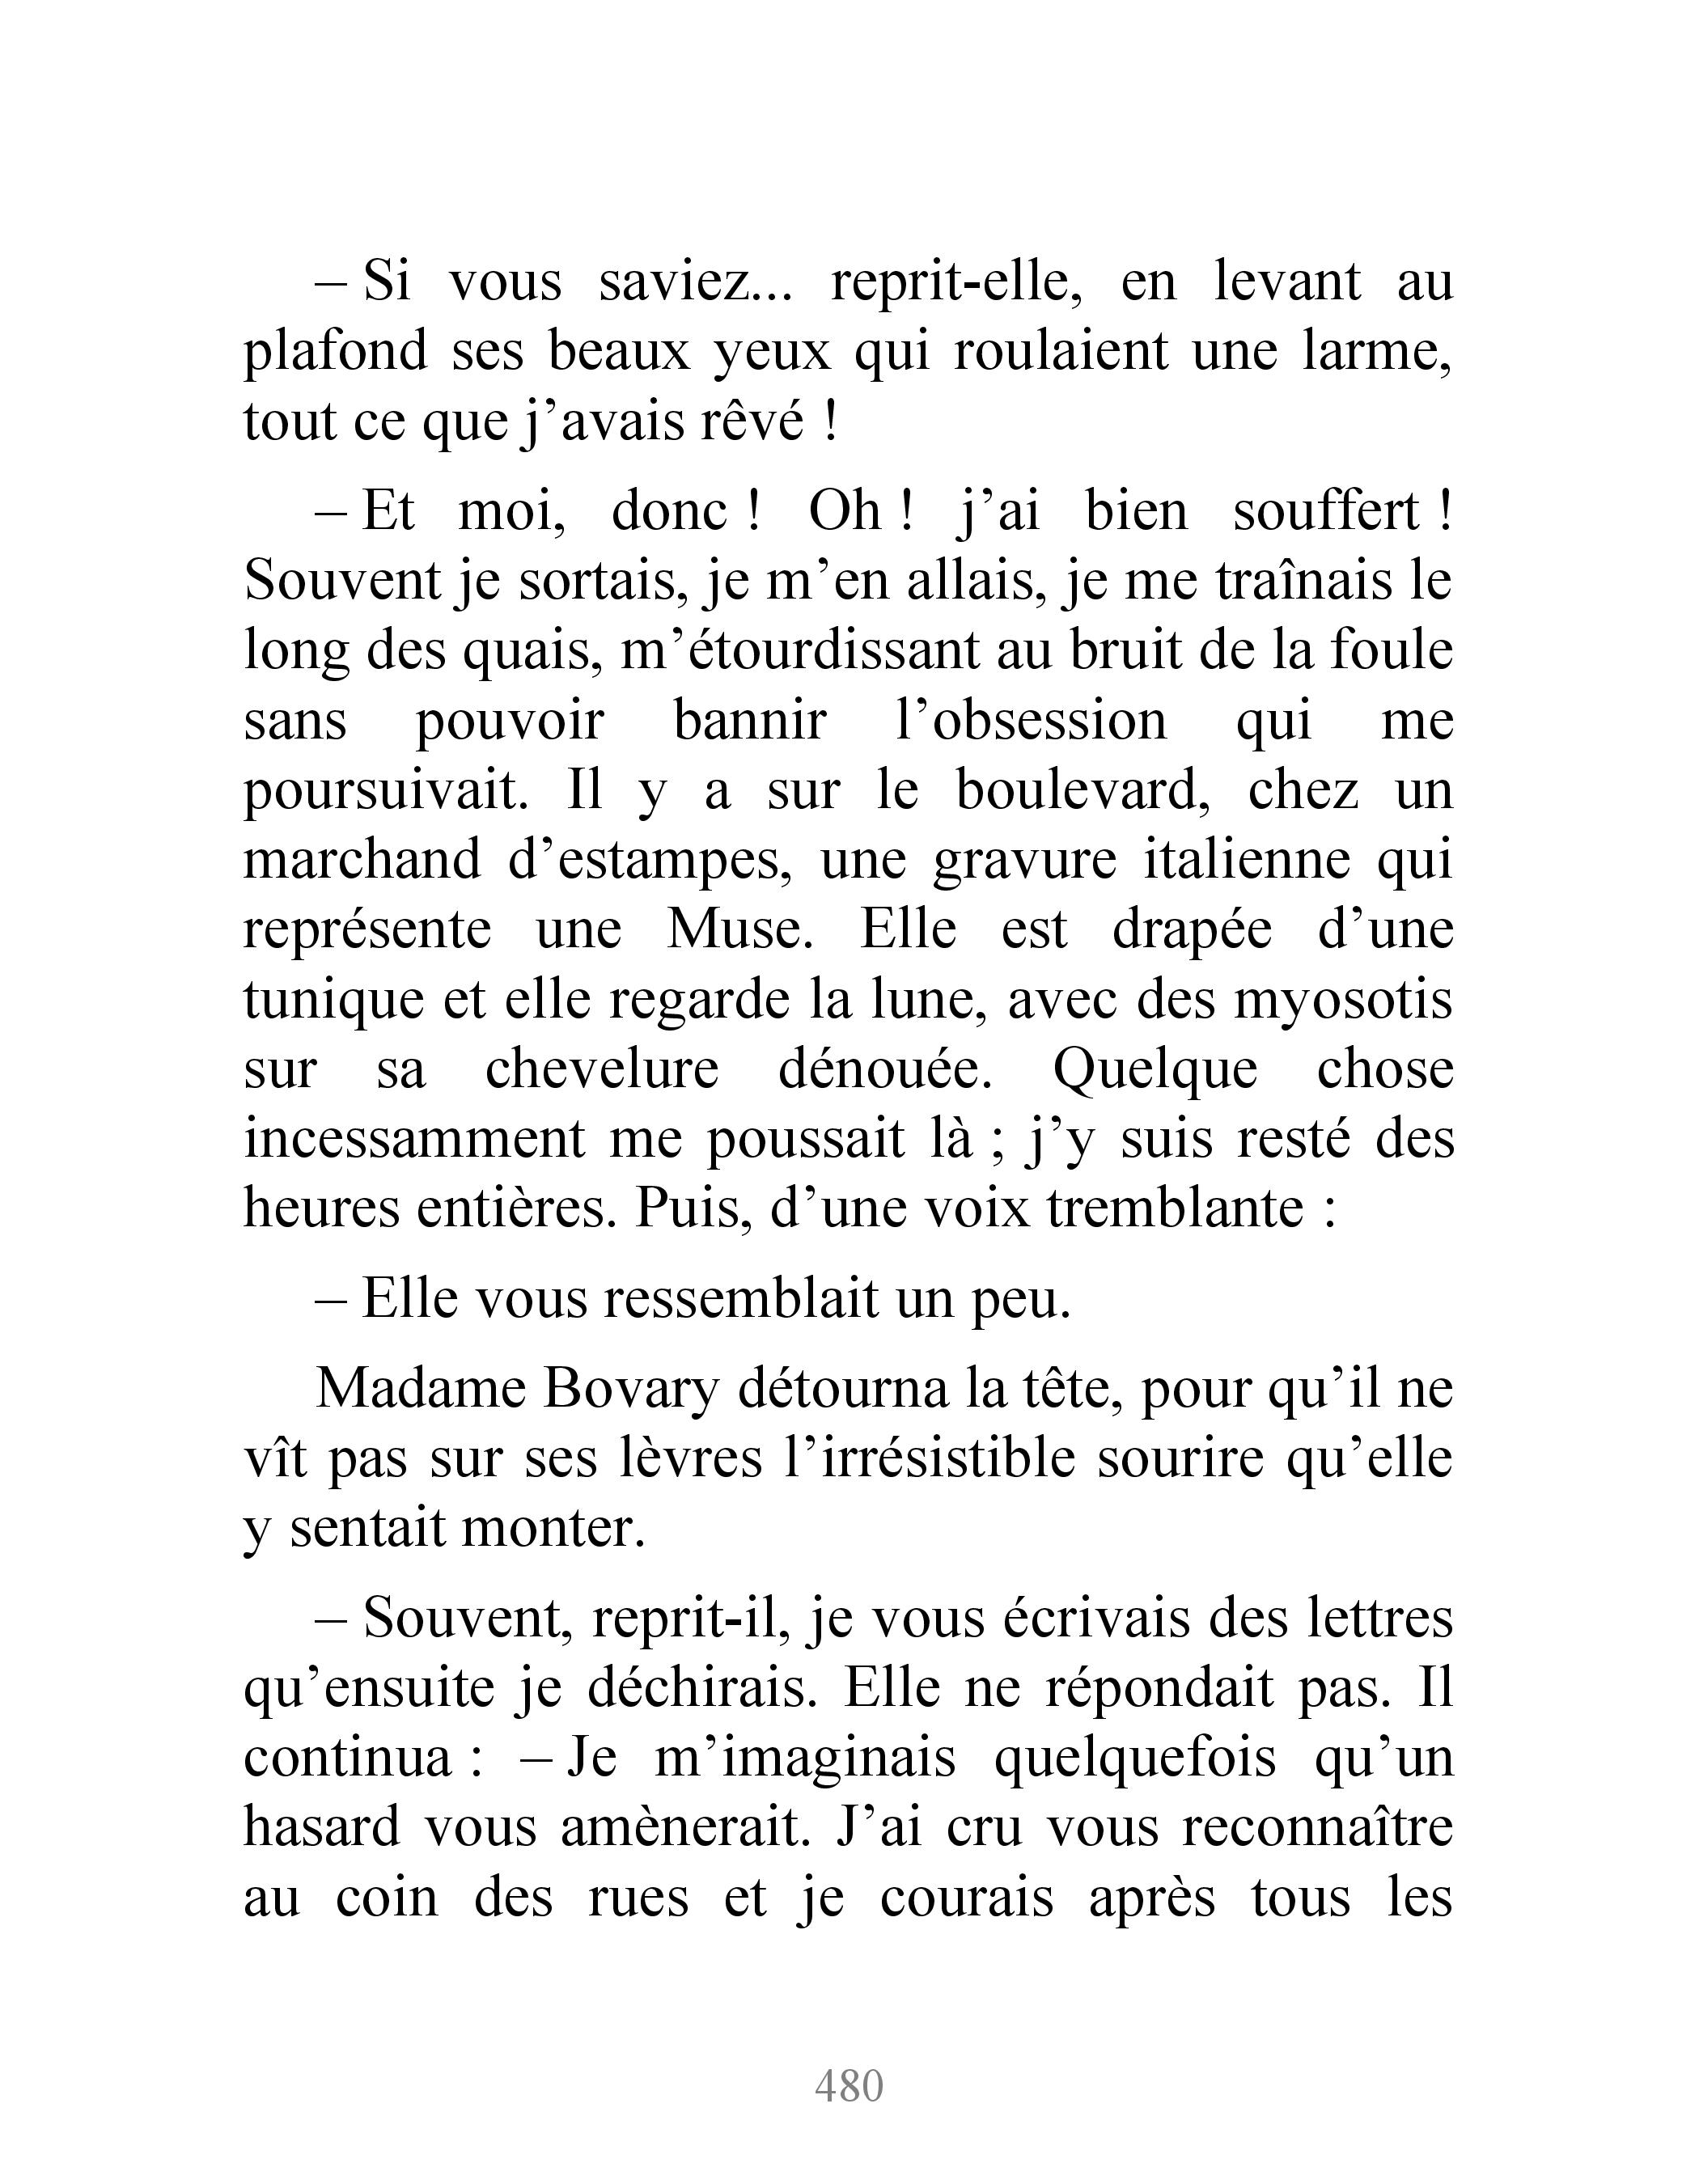 – Si vous saviez... reprit-elle, en levant au
plafond ses beaux yeux qui roulaient une larme,
tout ce que j’avais rêvé !
– Et moi, donc ! Oh ! j’ai bien souffert !
Souvent je sortais, je m’en allais, je me traînais le
long des quais, m’étourdissant au bruit de la foule
sans pouvoir bannir l’obsession qui me
poursuivait. Il y a sur le boulevard, chez un
marchand d’estampes, une gravure italienne qui
représente une Muse. Elle est drapée d’une
tunique et elle regarde la lune, avec des myosotis
sur sa chevelure dénouée. Quelque chose
incessamment me poussait là ; j’y suis resté des
heures entières. Puis, d’une voix tremblante :
– Elle vous ressemblait un peu.
Madame Bovary détourna la tête, pour qu’il ne
vît pas sur ses lèvres l’irrésistible sourire qu’elle
y sentait monter.
– Souvent, reprit-il, je vous écrivais des lettres
qu’ensuite je déchirais. Elle ne répondait pas. Il
continua : – Je m’imaginais quelquefois qu’un
hasard vous amènerait. J’ai cru vous reconnaître
au coin des rues et je courais après tous les
480